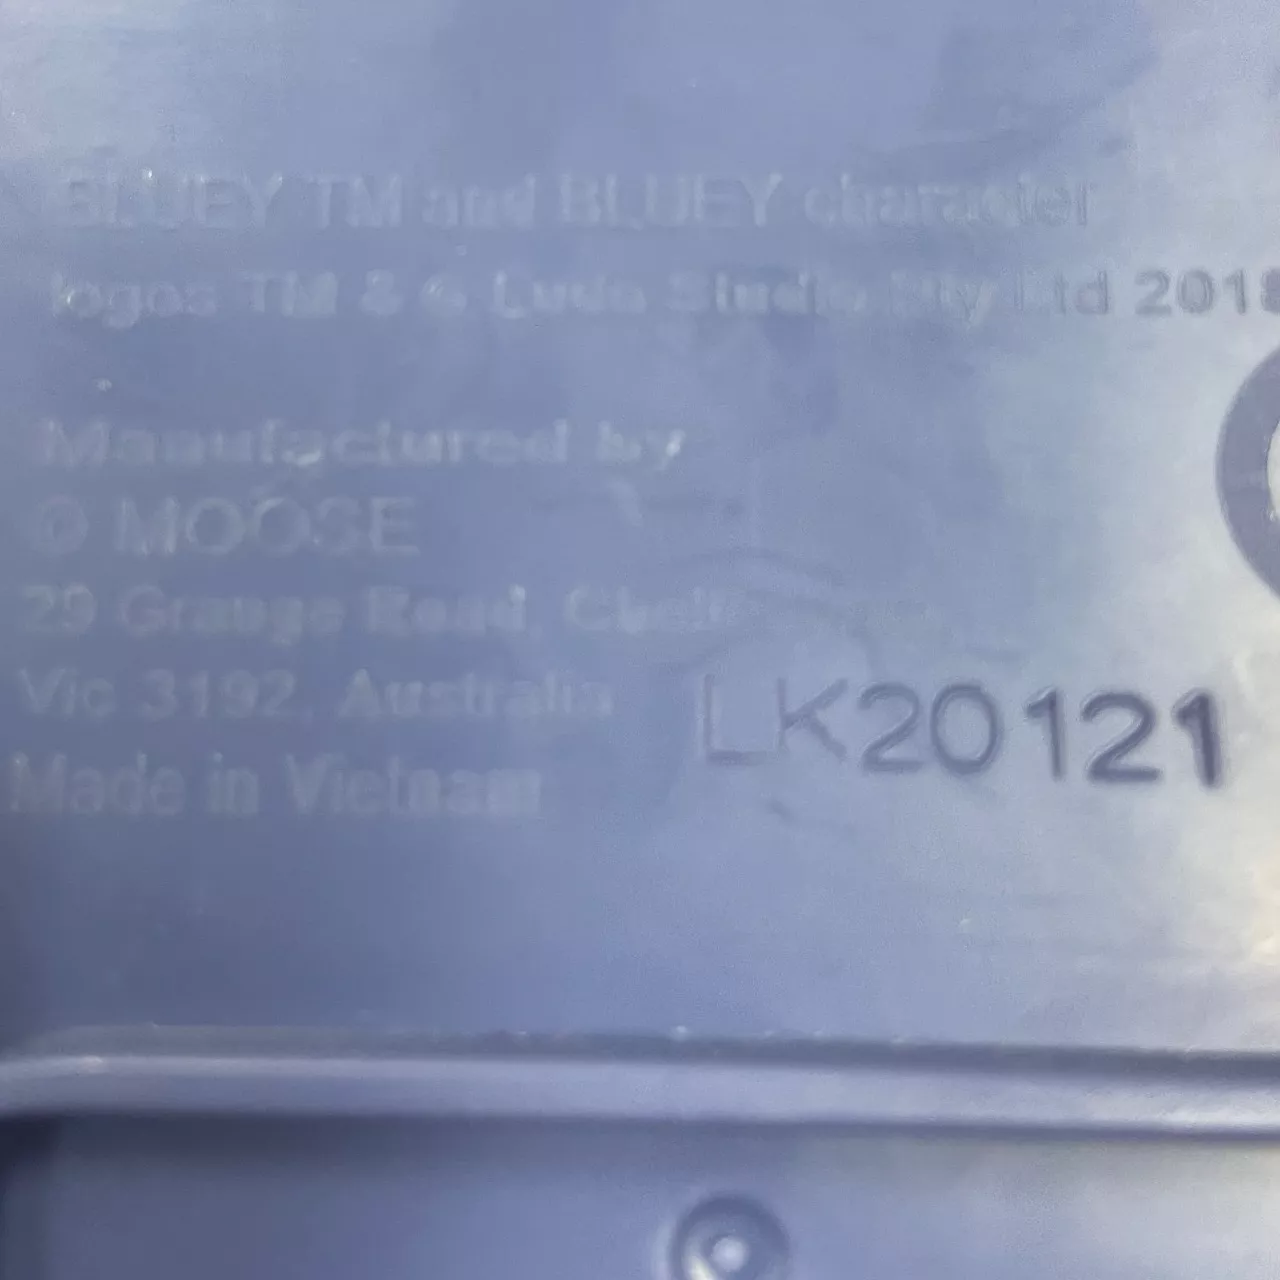 BLUEY TM and BLUEY character
logos TM & © Ludo Studio Pty Ltd 2018
Manufactured by
© MOOSE
29 Grange Road,
Vic 3192, Australia
Made in Vietnam
LK20121